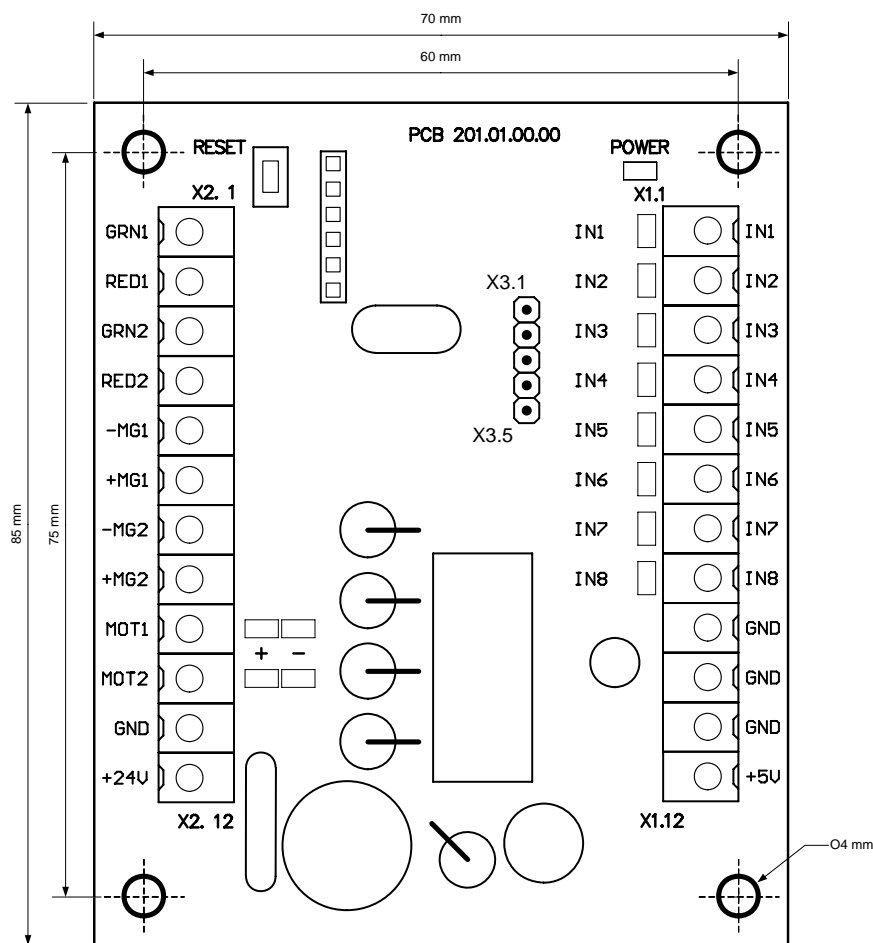 70 mm
60 mm
PCB 201.01.00.00
RESET
POWER
X2. 1
X1.1
GRN1
RED1
GRN2
RED2
-MG1
+MG1
-MG2
+MG2
MOT1
MOT2
GND
+24V
X2. 12
+ -
X3.1
X3.5
IN1
IN2
IN3
IN4
IN5
IN6
IN7
IN8
IN1
IN2
IN3
IN4
IN5
IN6
IN7
IN8
GND
GND
GND
+5V
X1.12
O4 mm
85 mm
75 mm